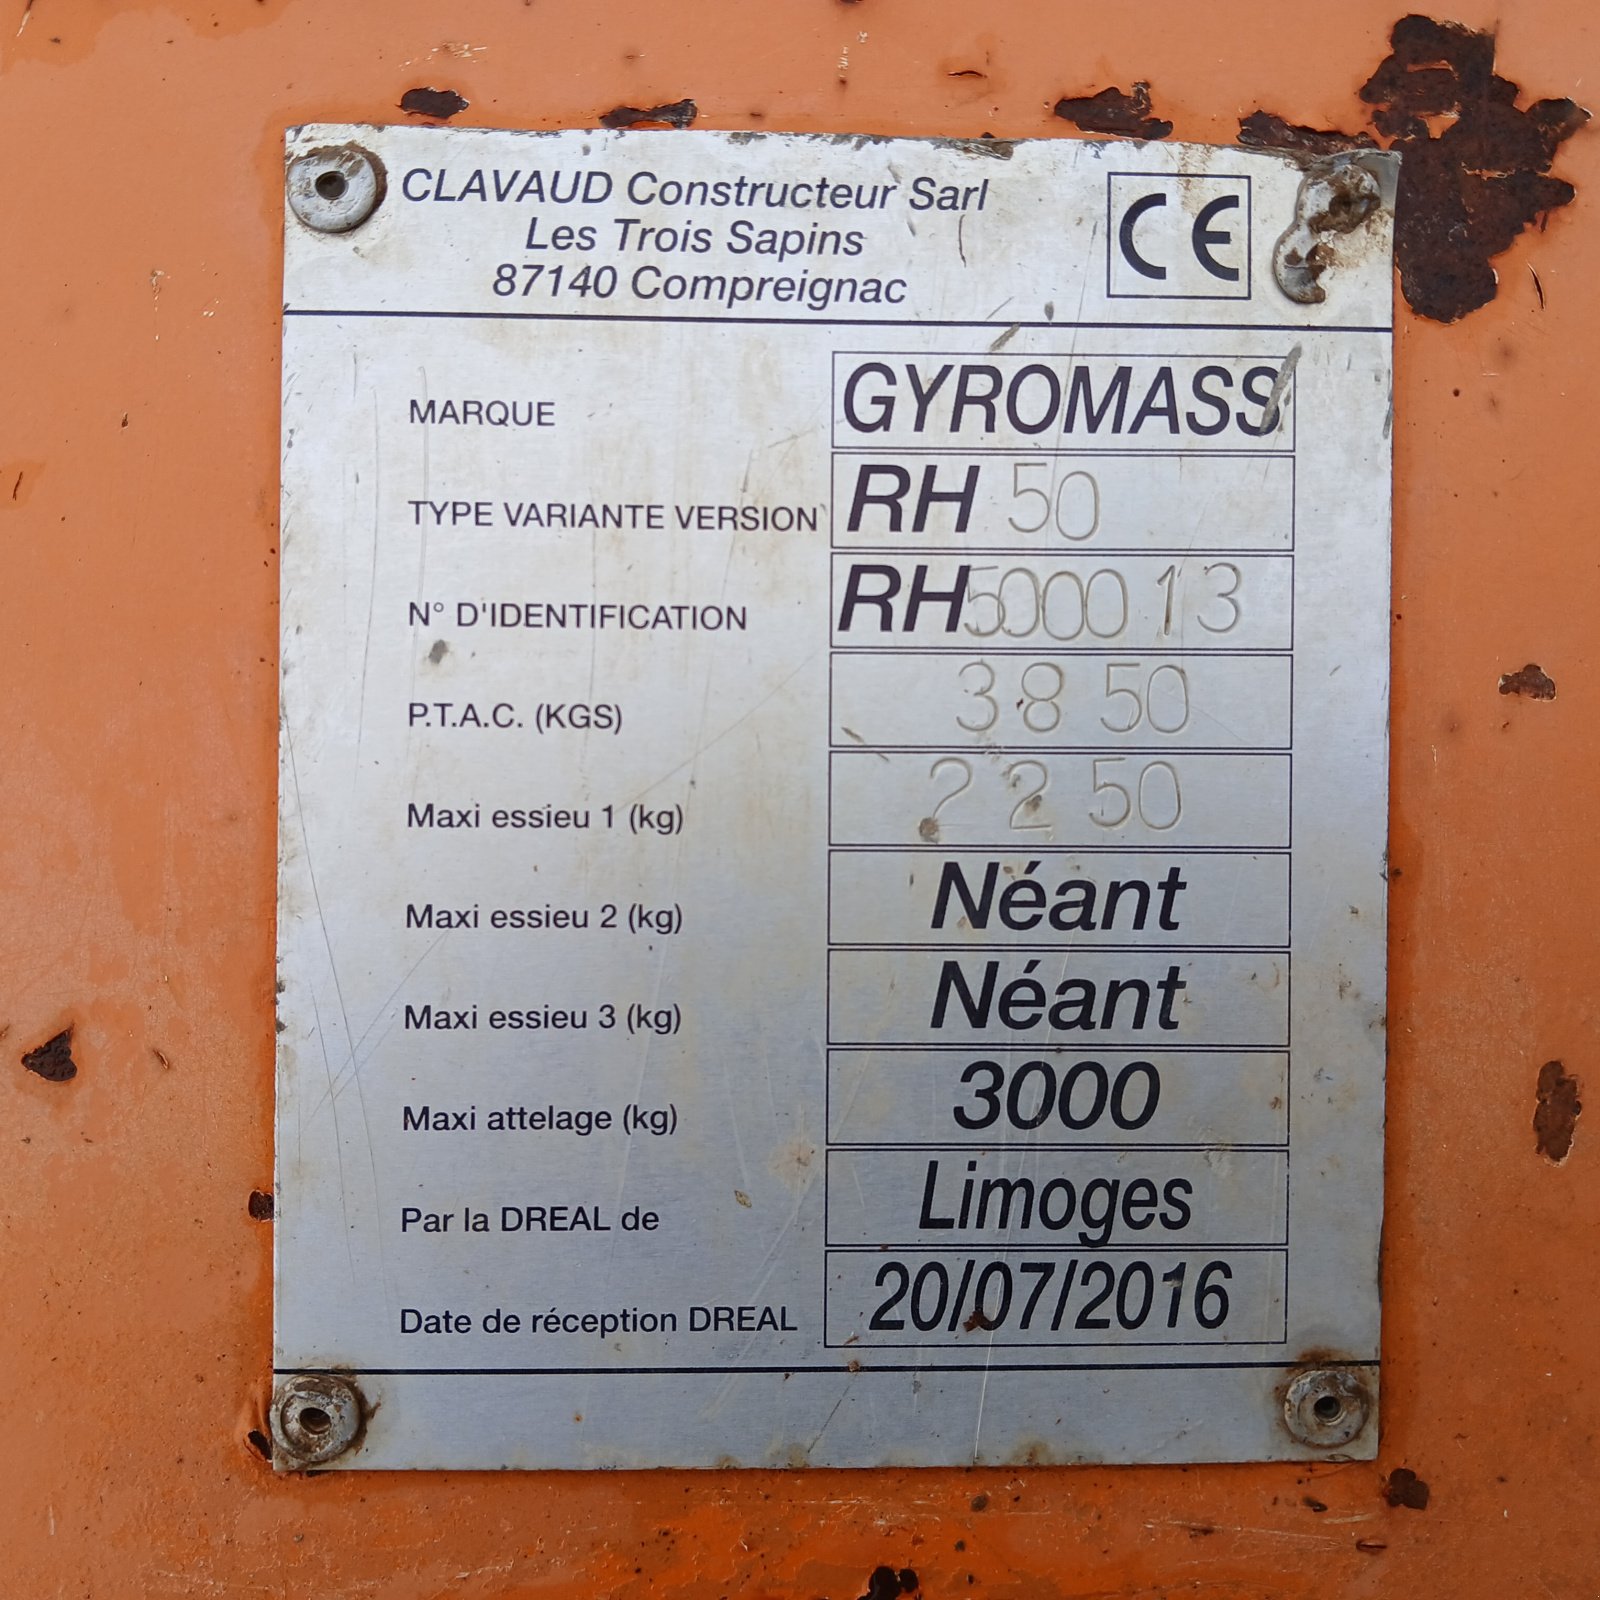 CLAVAUD Constructeur Sarl
Les Trois Sapins
87140 Compreignac
CE
MARQUE GYROMASS
TYPE VARIANTE VERSION RH 50
N° D'IDENTIFICATION RH5000013
P.T.A.C. (KGS) 3850
Maxi essieu 1 (kg) 2250
Maxi essieu 2 (kg) Néant
Maxi essieu 3 (kg) Néant
Maxi attelage (kg) 3000
Par la DREAL de Limoges
Date de réception DREAL 20/07/2016